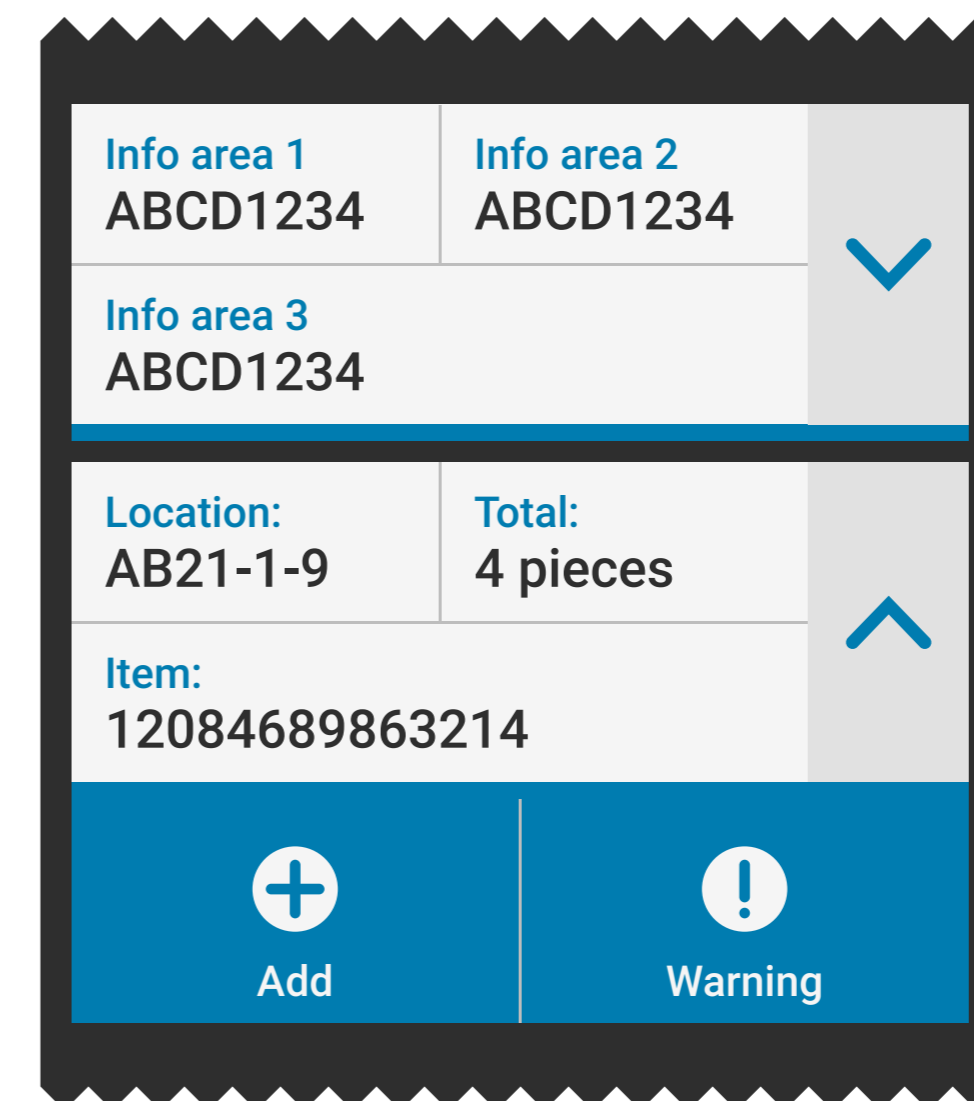 Info area 1
ABCD1234
Info area 2
ABCD1234
Info area 3
ABCD1234
Location:
AB21-1-9
Total:
4 pieces
Item:
12084689863214
Add
Warning